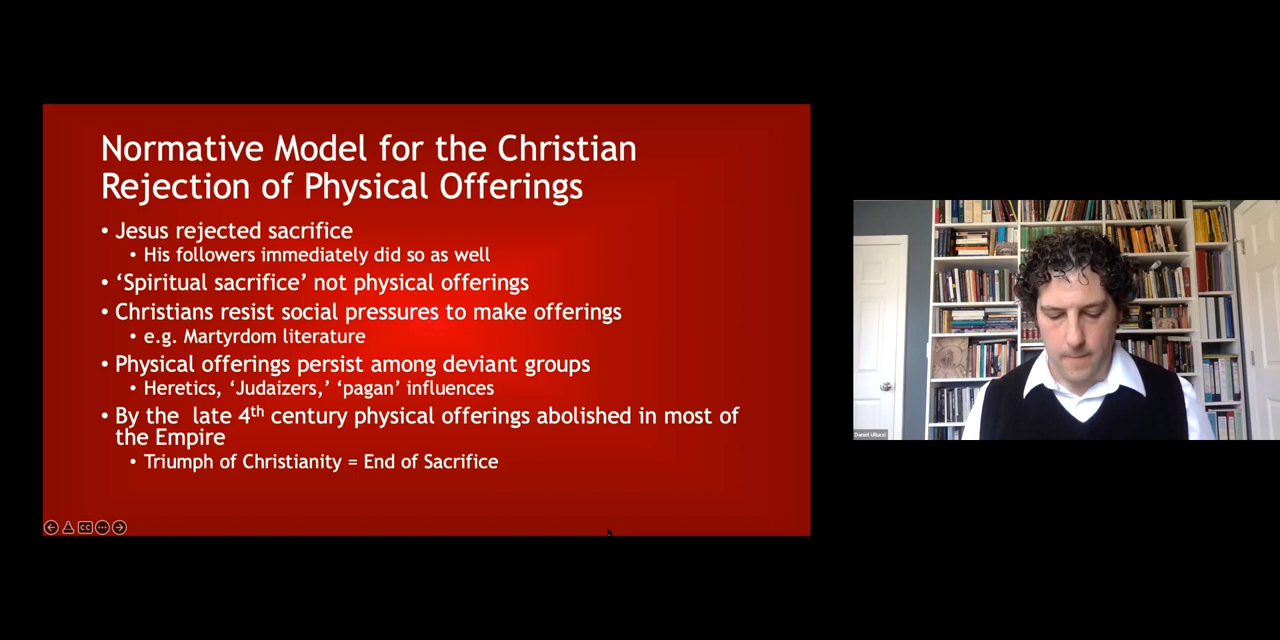 Normative Model for the Christian
Rejection of Physical Offerings
• Jesus rejected sacrifice
• His followers immediately did so as well
• ‘Spiritual sacrifice’ not physical offerings
• Christians resist social pressures to make offerings
• e.g. Martyrdom literature
• Physical offerings persist among deviant groups
• Heretics, ‘Judaizers,’ ‘pagan’ influences
• By the late 4th century physical offerings abolished in most of
the Empire
• Triumph of Christianity = End of Sacrifice
CC
Daniel Ullucci